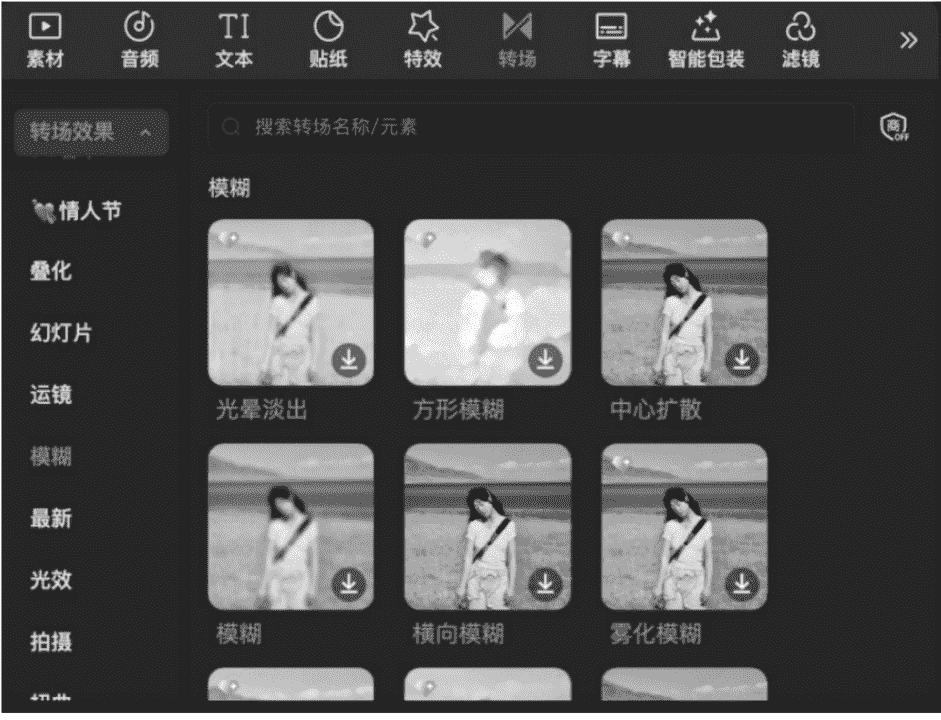 素材 音频 TI 文本 贴纸 特效 转场 字幕 智能包装 滤镜
转场效果
搜索转场名称/元素
商 OFF
模糊
情人节
叠化
幻灯片
运镜
模糊
最新
光效
拍摄
扭曲
光晕淡出 方形模糊 中心扩散
模糊 横向模糊 雾化模糊